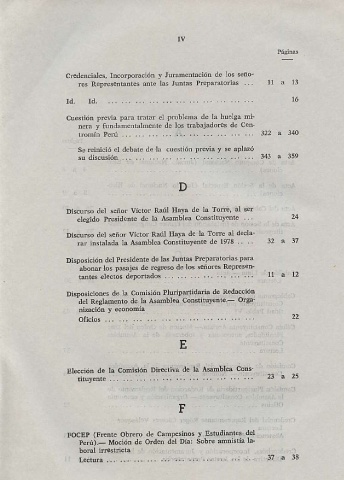 IV
Páginas
Credenciales, Incorporación y Juramentación de los seño-
res Representantes ante las Juntas Preparatorias ... 11 a 13
Id. Id. ... ... ... ... ... ... ... ... ... ... ... 16
Cuestión previa para tratar el problema de la huelga mi-
nera y fundamentalmente de los trabajadores de Cen-
tromín Perú ... ... ... ... ... ... ... ... ... 322 a 340
Se reinició el debate de la cuestión previa y se aplazó
su discusión ... ... ... ... ... ... ... ... ... 343 a 359
D
Discurso del señor Víctor Raúl Haya de la Torre, al ser
elegido Presidente de la Asamblea Constituyente ... 24
Discurso del señor Víctor Raúl Haya de la Torre al decla-
rar instalada la Asamblea Constituyente de 1978 ... 32 a 37
Disposición del Presidente de las Juntas Preparatorias para
abonar los pasajes de regreso de los señores Represen-
tantes electos deportados ... ... ... ... ... ... 11 a 12
Disposiciones de la Comisión Pluripartidaria de Redacción
del Reglamento de la Asamblea Constituyente.— Orga-
nización y economía
Oficios ... ... ... ... ... ... ... ... ... ... 22
E
Elección de la Comisión Directiva de la Asamblea Cons-
tituyente ... ... ... ... ... ... ... ... ... ... 23 a 25
F
FOCEP (Frente Obrero de Campesinos y Estudiantes del
Perú).— Moción de Orden del Día: Sobre amnistía la-
boral irrestricta
Lectura ... ... ... ... ... ... ... ... ... ... 37 a 38